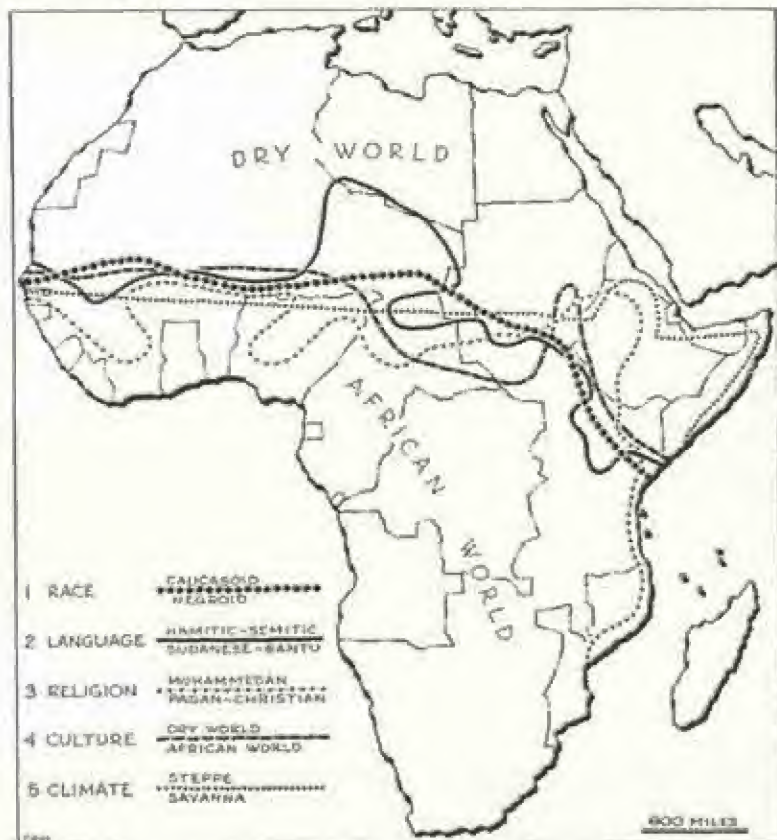 DRY WORLD
AFRICAN WORLD
1 RACE CAUCASOID
NEGROID
2 LANGUAGE HAMITIC-SEMITIC
SUDANESE-BANTU
3 RELIGION MOHAMMEDAN
PAGAN-CHRISTIAN
4 CULTURE DRY WORLD
AFRICAN WORLD
5 CLIMATE STEPPE
SAVANNA
600 MILES